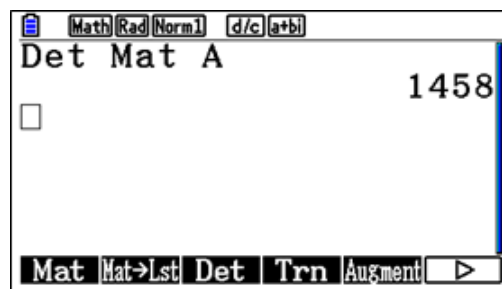 Math Rad Norm1 d/c a+bi
Det Mat A
1458
Mat Mat→Lst Det Trn Augment ▷